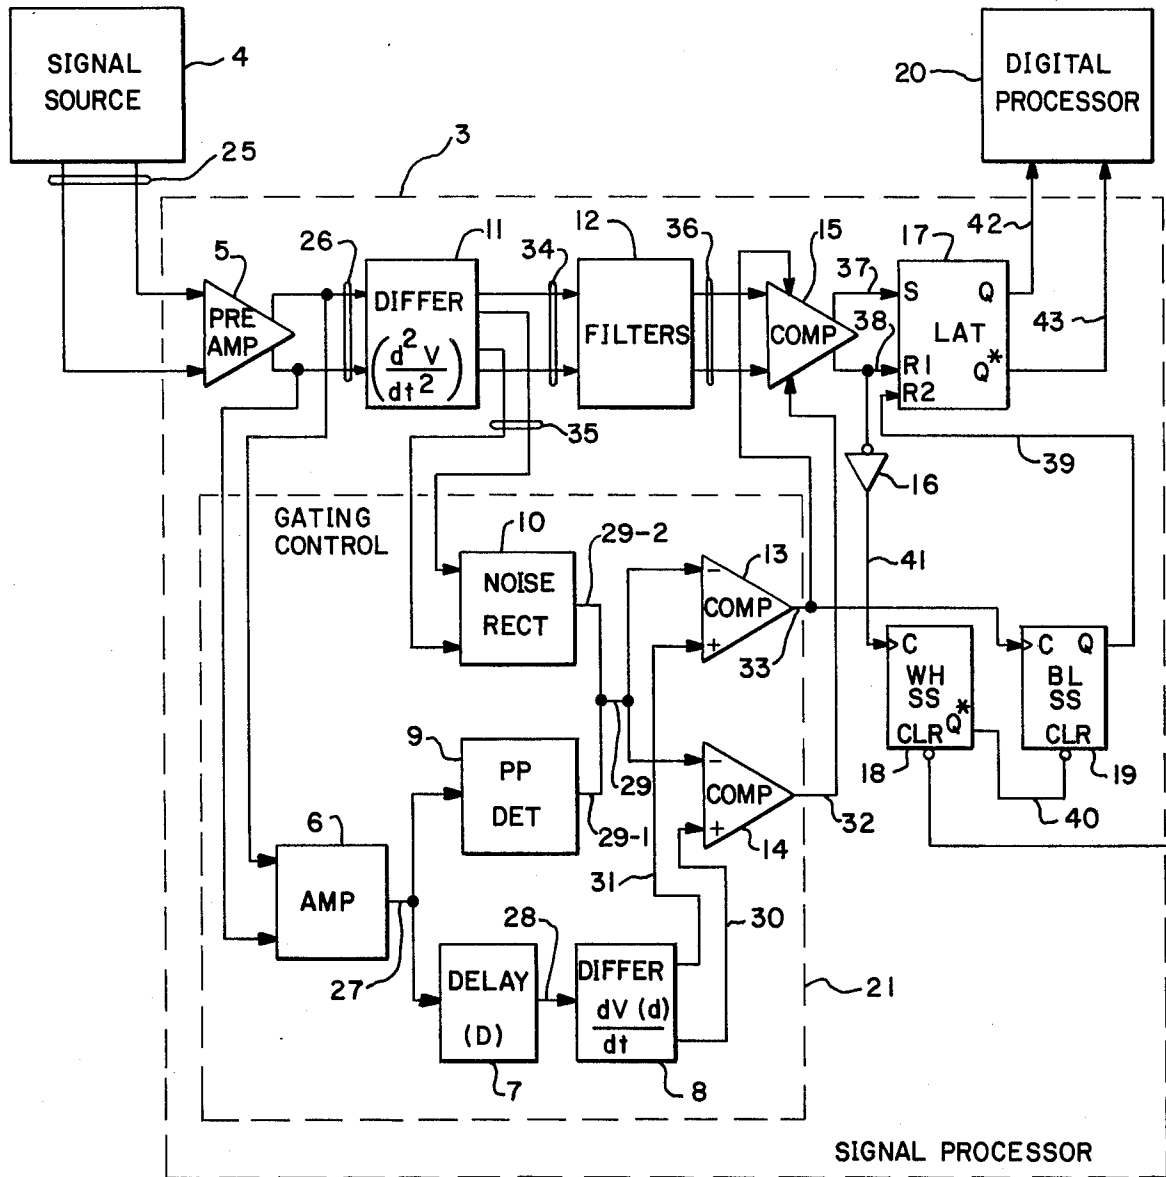 SIGNAL
SOURCE
4
25
3
20
DIGITAL
PROCESSOR
5
PRE
AMP
26
11
DIFFER
(d²V/dt²)
34
35
12
FILTERS
36
15
COMP
37
38
17
S
Q
LAT
R1
Q*
R2
42
43
39
16
41
GATING
CONTROL
10
NOISE
RECT
29-2
13
-
COMP
+
33
C
WH
SS
Q*
CLR
18
C
Q
BL
SS
CLR
19
40
9
PP
DET
29-1
29
-
COMP
+
14
32
6
AMP
27
31
30
28
DELAY
(D)
7
DIFFER
dV(d)
dt
8
21
SIGNAL PROCESSOR